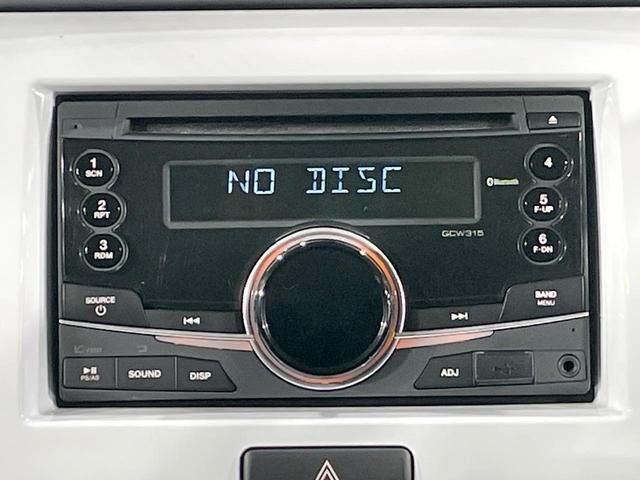 NO DISC
Bluetooth
GCW315
1
SCN
2
RPT
3
RDM
4
5
F-UP
6
F-DN
SOURCE
BAND
MENU
PS/AS
SOUND
DISP
ADJ